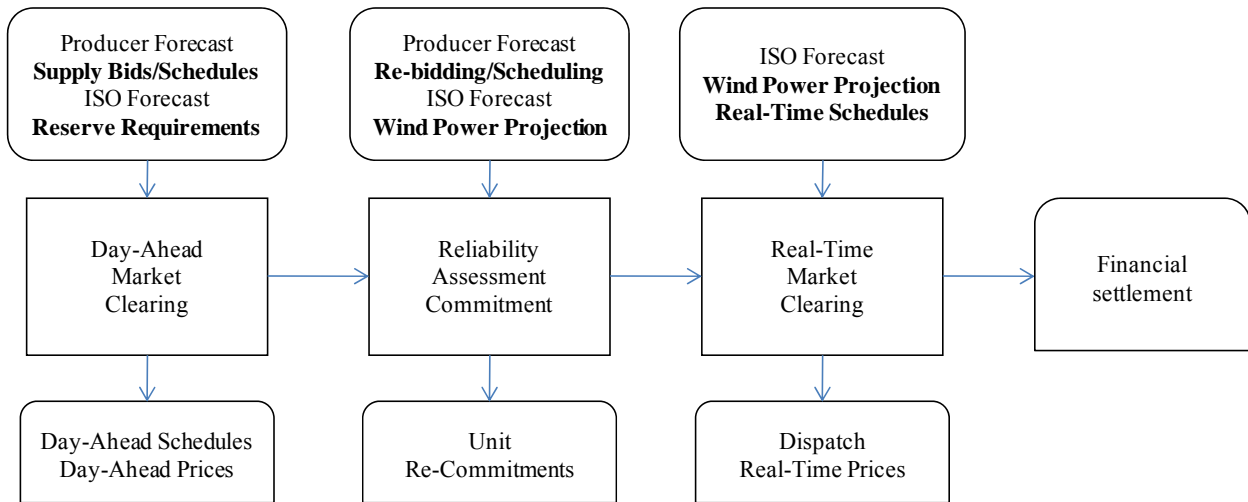 Producer Forecast
Supply Bids/Schedules
ISO Forecast
Reserve Requirements
Producer Forecast
Re-bidding/Scheduling
ISO Forecast
Wind Power Projection
ISO Forecast
Wind Power Projection
Real-Time Schedules
Day-Ahead
Market
Clearing
Reliability
Assessment
Commitment
Real-Time
Market
Clearing
Financial
settlement
Day-Ahead Schedules
Day-Ahead Prices
Unit
Re-Commitments
Dispatch
Real-Time Prices